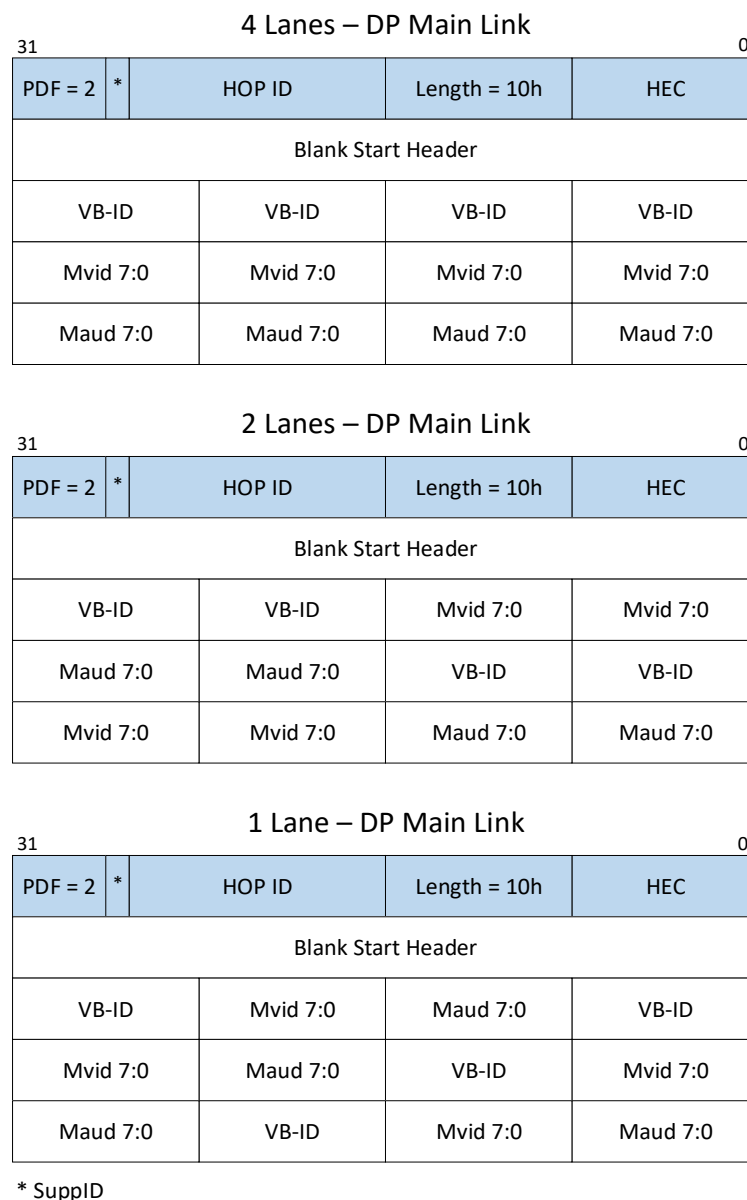 4 Lanes – DP Main Link
31 0
PDF = 2 * HOP ID Length = 10h HEC
Blank Start Header
VB-ID VB-ID VB-ID VB-ID
Mvid 7:0 Mvid 7:0 Mvid 7:0 Mvid 7:0
Maud 7:0 Maud 7:0 Maud 7:0 Maud 7:0
2 Lanes – DP Main Link
31 0
PDF = 2 * HOP ID Length = 10h HEC
Blank Start Header
VB-ID VB-ID Mvid 7:0 Mvid 7:0
Maud 7:0 Maud 7:0 VB-ID VB-ID
Mvid 7:0 Mvid 7:0 Maud 7:0 Maud 7:0
1 Lane – DP Main Link
31 0
PDF = 2 * HOP ID Length = 10h HEC
Blank Start Header
VB-ID Mvid 7:0 Maud 7:0 VB-ID
Mvid 7:0 Maud 7:0 VB-ID Mvid 7:0
Maud 7:0 VB-ID Mvid 7:0 Maud 7:0
* SuppID